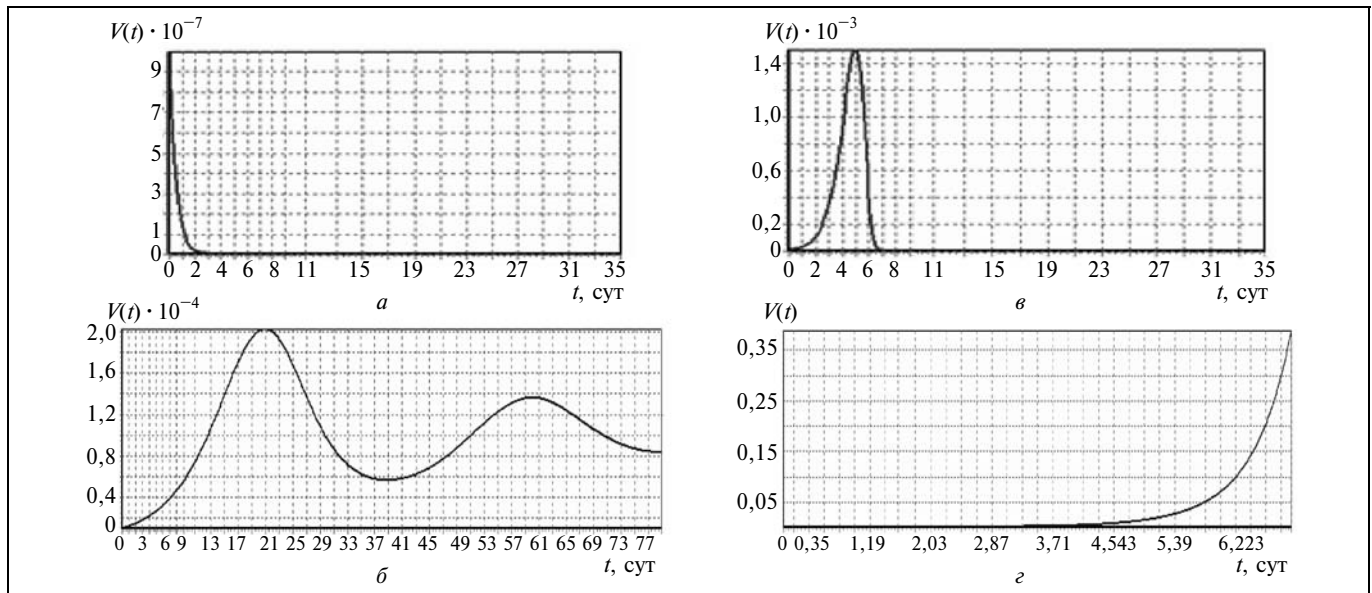 V(t) · 10⁻⁷
9
7
5
3
1
0
0 2 4 6 8 11 15 19 23 27 31 35
t, сут
а
V(t) · 10⁻³
1,4
1,0
0,6
0,2
0
0 2 4 6 8 11 15 19 23 27 31 35
t, сут
в
V(t) · 10⁻⁴
2,0
1,6
1,2
0,8
0,4
0
0 3 6 9 13 17 21 25 29 33 37 41 45 49 53 57 61 65 69 73 77
t, сут
б
V(t)
0,35
0,25
0,15
0,05
0 0,35 1,19 2,03 2,87 3,71 4,543 5,39 6,223
t, сут
г